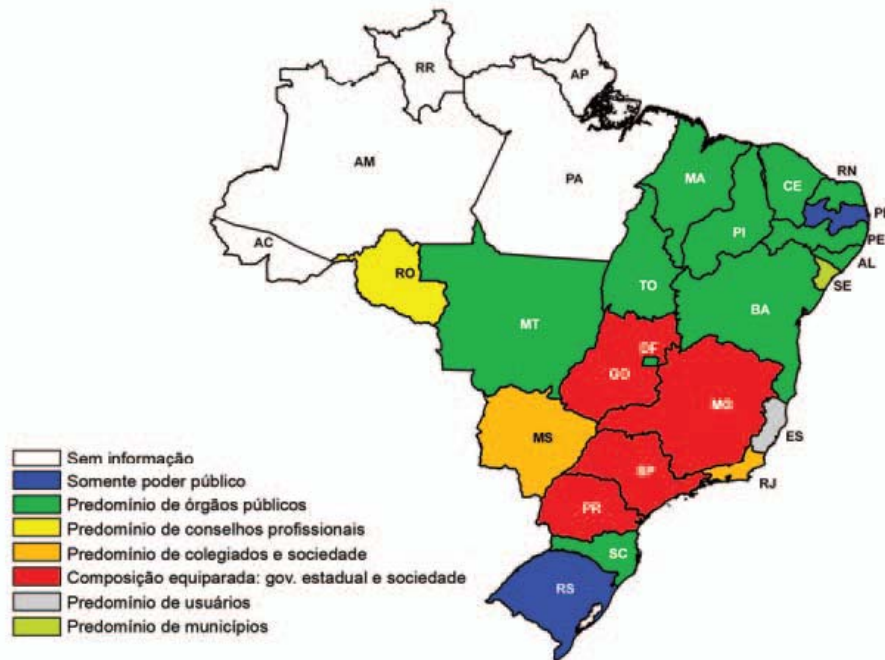 RR
AP
AM
PA
MA
CE
RN
PI
PE
AC
RO
TO
AL
SE
BA
MT
DF
GO
MG
MS
ES
SP
RJ
PR
SC
RS
Sem informação
Somente poder público
Predomínio de órgãos públicos
Predomínio de conselhos profissionais
Predomínio de colegiados e sociedade
Composição equiparada: gov. estadual e sociedade
Predomínio de usuários
Predomínio de municípios